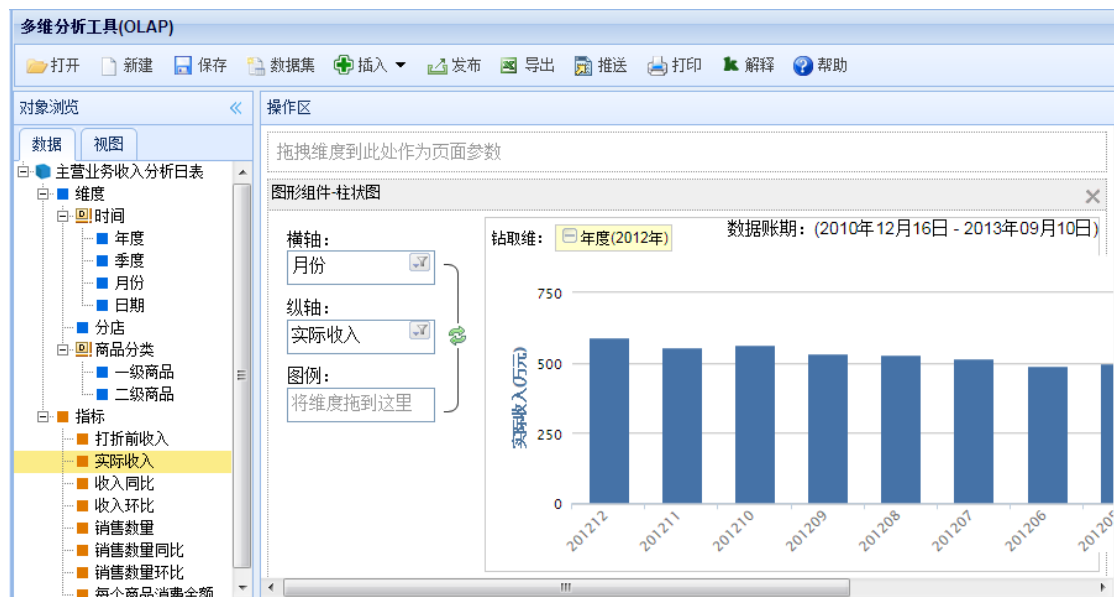 多维分析工具(OLAP)
打开 新建 保存 数据集 插入 发布 导出 推送 打印 解释 帮助
对象浏览
操作区
数据 视图
拖拽维度到此处作为页面参数
主营业务收入分析日表
维度
时间
年度
季度
月份
日期
分店
商品分类
一级商品
二级商品
指标
打折前收入
实际收入
收入同比
收入环比
销售数量
销售数量同比
销售数量环比
每个商品消费金额
图形组件-柱状图
横轴：
月份
纵轴：
实际收入
图例：
将维度拖到这里
钻取维： 年度(2012年)
数据账期：(2010年12月16日 - 2013年09月10日)
实际收入(万元)
750
500
250
0
201212 201211 201210 201209 201208 201207 201206 201205